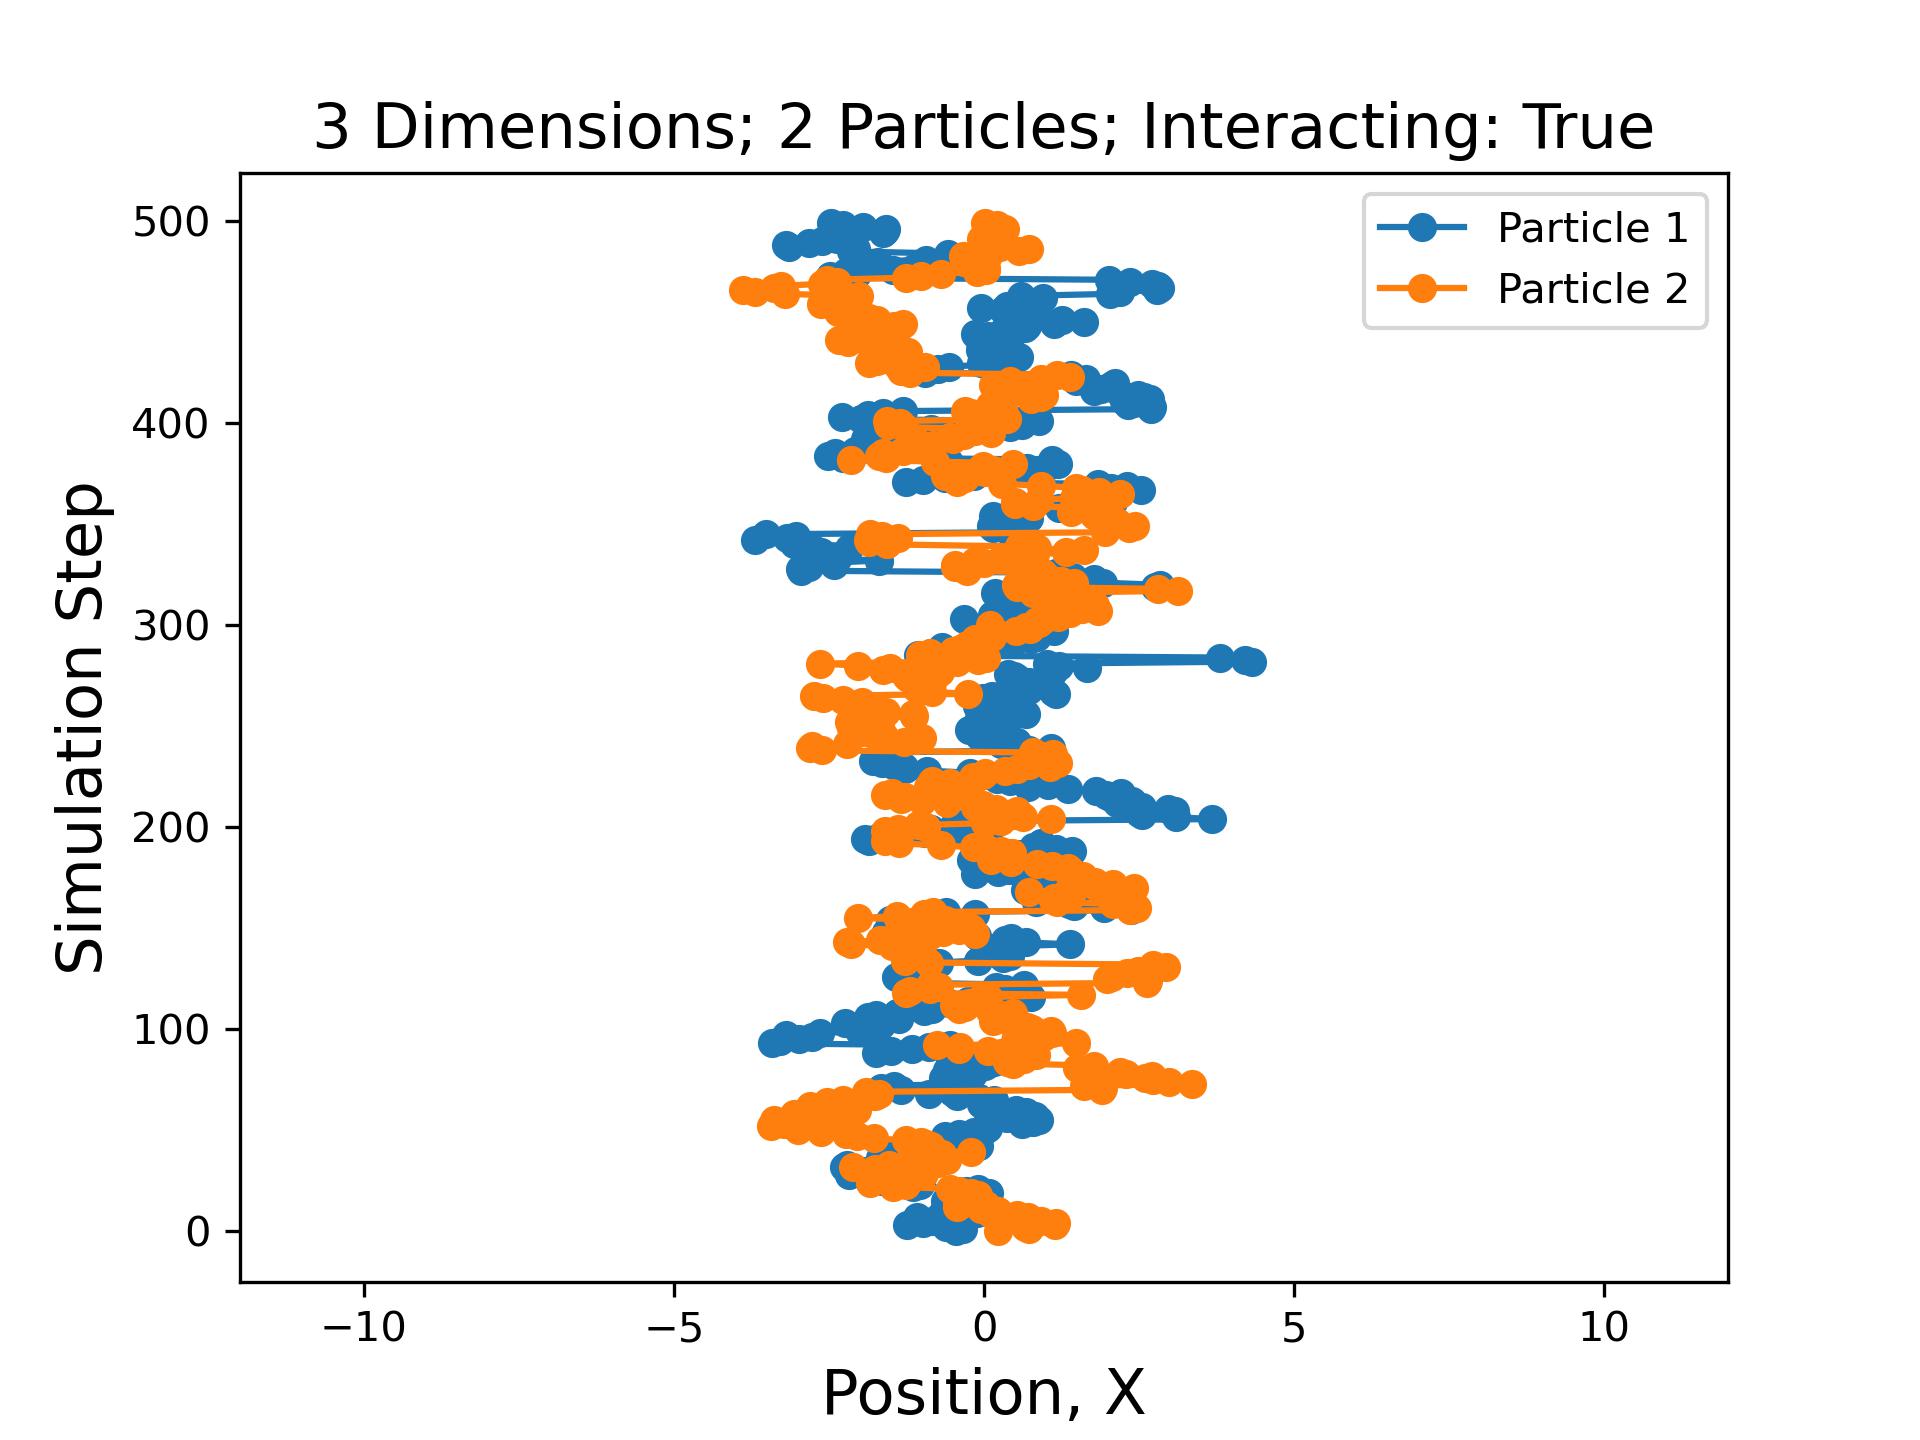 3 Dimensions; 2 Particles; Interacting: True
Particle 1
Particle 2
Simulation Step
500
400
300
200
100
0
−10
−5
0
5
10
Position, X